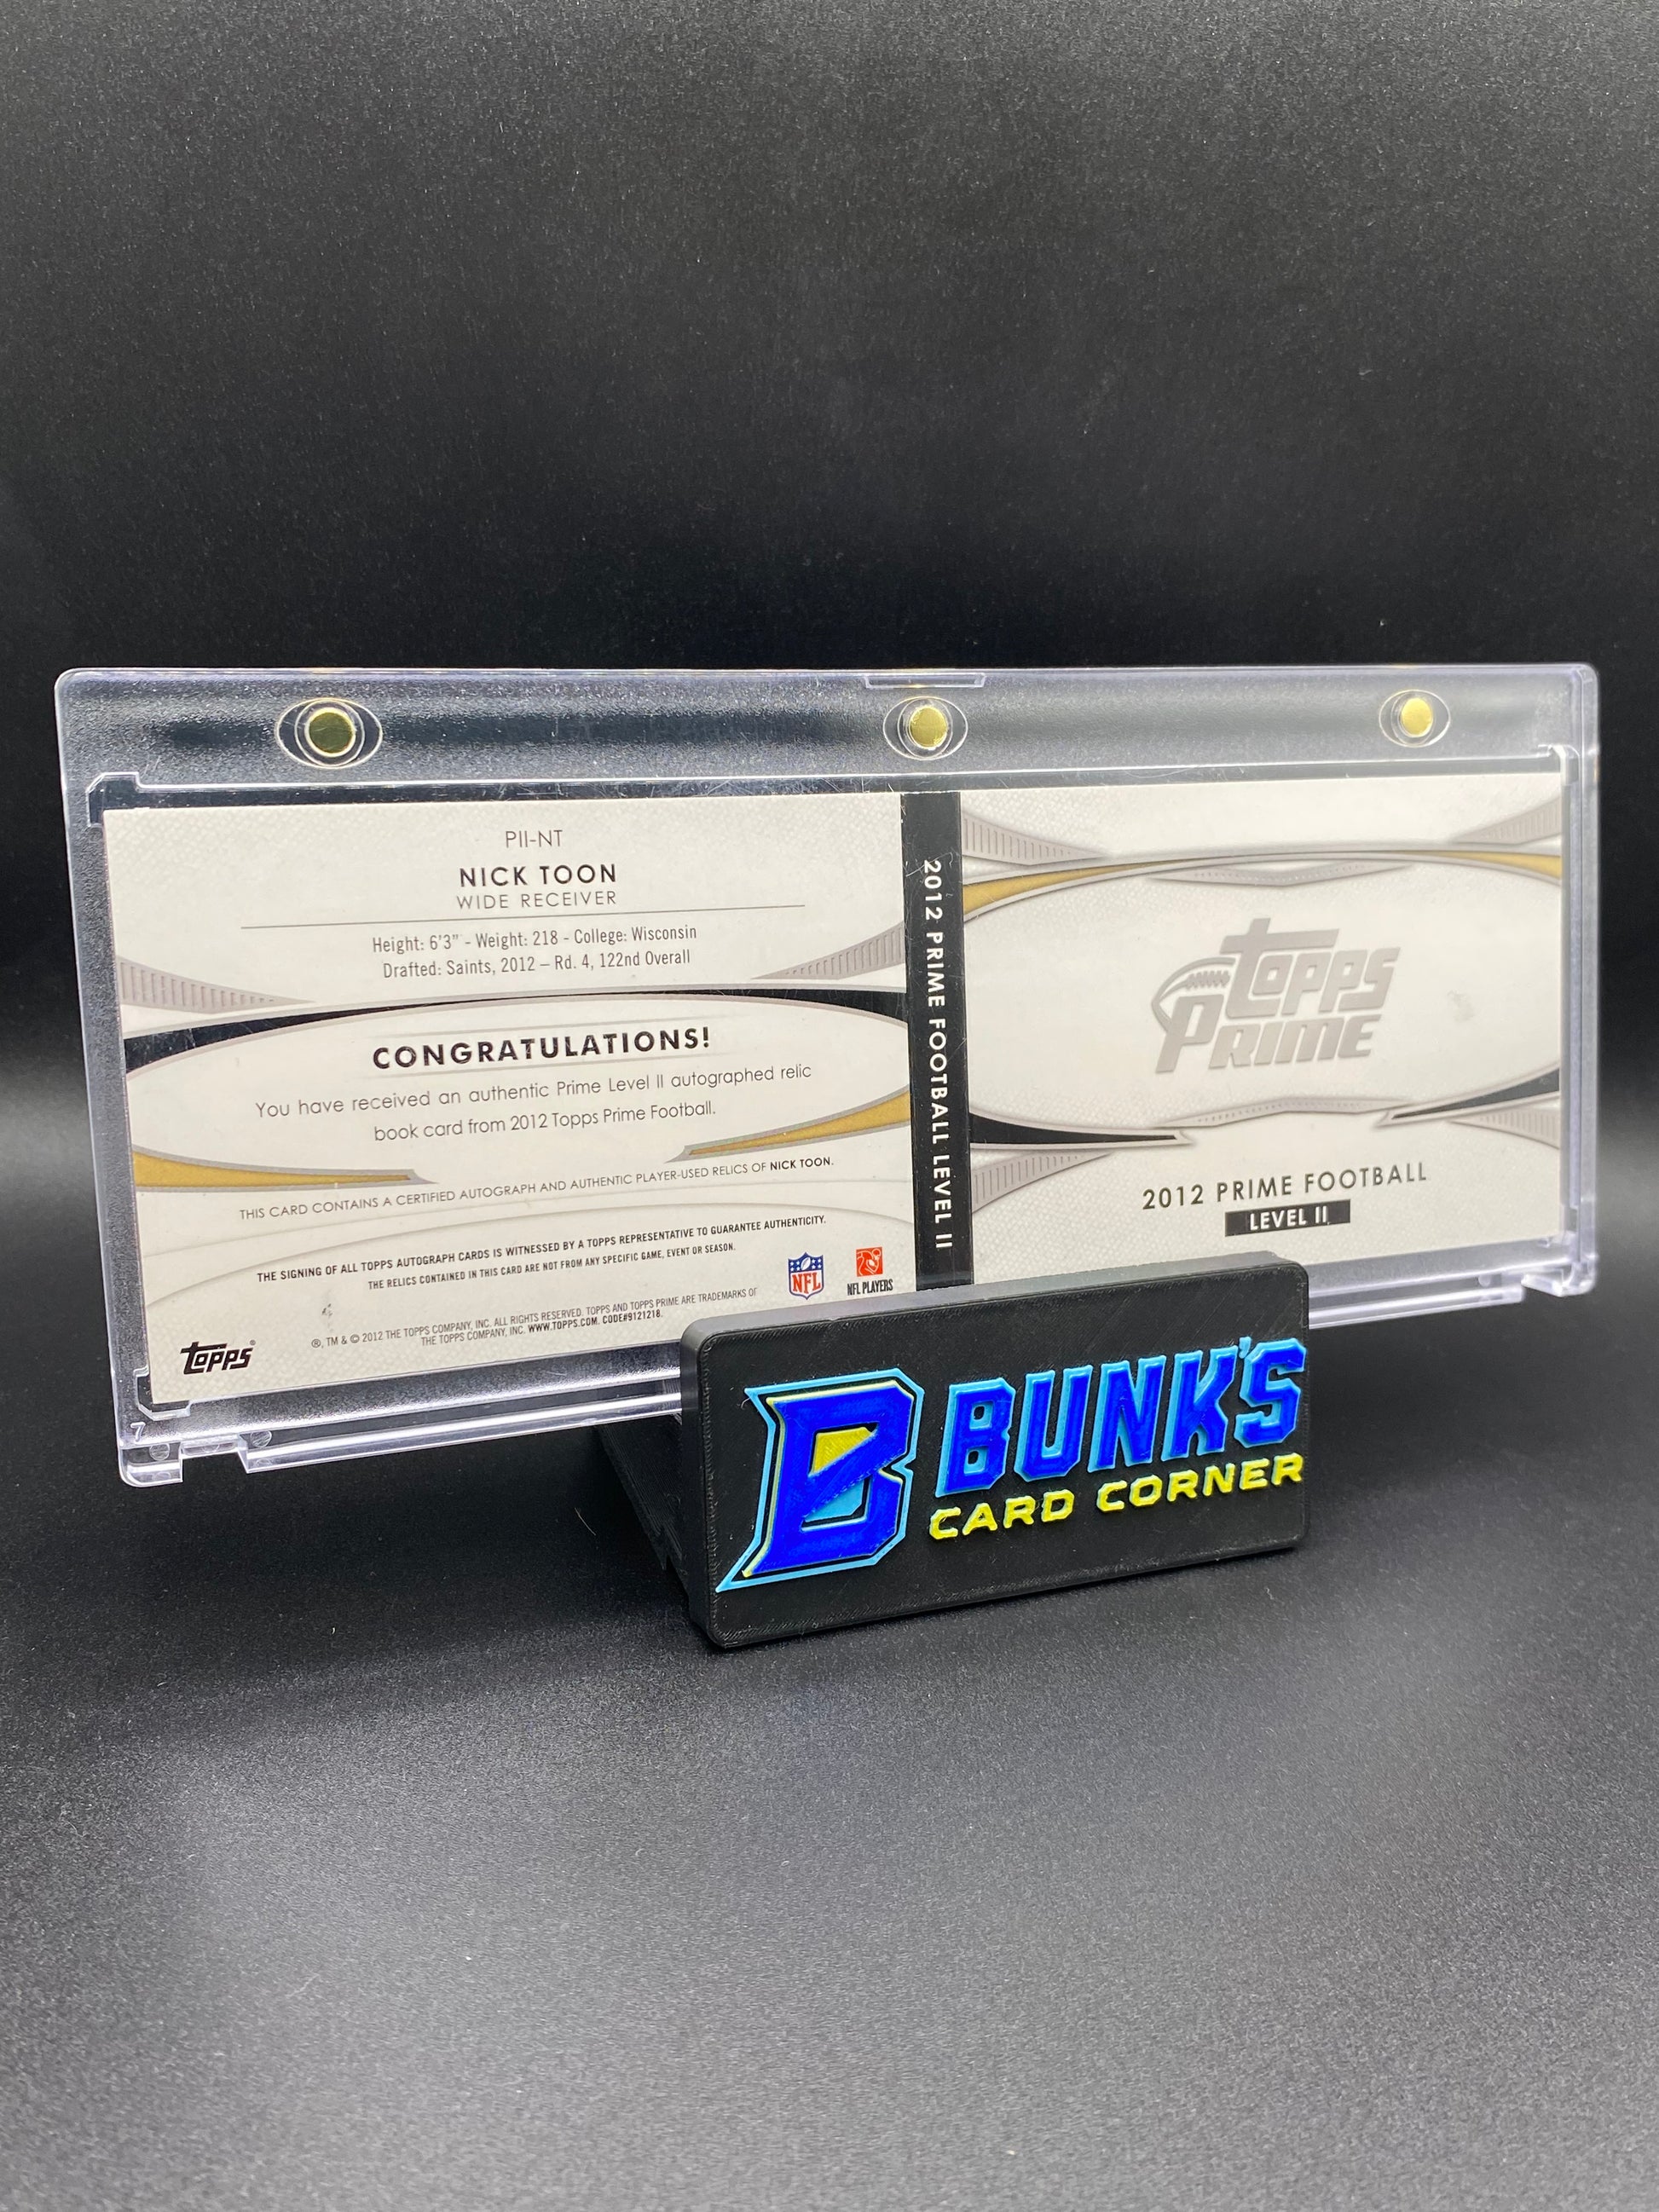 PII-NT
NICK TOON
WIDE RECEIVER
Height: 6'3" - Weight: 218 - College: Wisconsin
Drafted: Saints, 2012 – Rd. 4, 122nd Overall
CONGRATULATIONS!
You have received an authentic Prime Level II autographed relic
book card from 2012 Topps Prime Football.
THIS CARD CONTAINS A CERTIFIED AUTOGRAPH AND AUTHENTIC PLAYER-USED RELICS OF NICK TOON.
THE SIGNING OF ALL TOPPS AUTOGRAPH CARDS IS WITNESSED BY A TOPPS REPRESENTATIVE TO GUARANTEE AUTHENTICITY.
THE RELICS CONTAINED IN THIS CARD ARE NOT FROM ANY SPECIFIC GAME, EVENT OR SEASON.
NFL
NFL PLAYERS
®, TM & © 2012 THE TOPPS COMPANY, INC. ALL RIGHTS RESERVED. TOPPS AND TOPPS PRIME ARE TRADEMARKS OF
THE TOPPS COMPANY, INC. WWW.TOPPS.COM. CODE#9121218.
Topps®
7
2012 PRIME FOOTBALL LEVEL II
Topps
PRIME
2012 PRIME FOOTBALL
LEVEL II
B BUNK'S
CARD CORNER